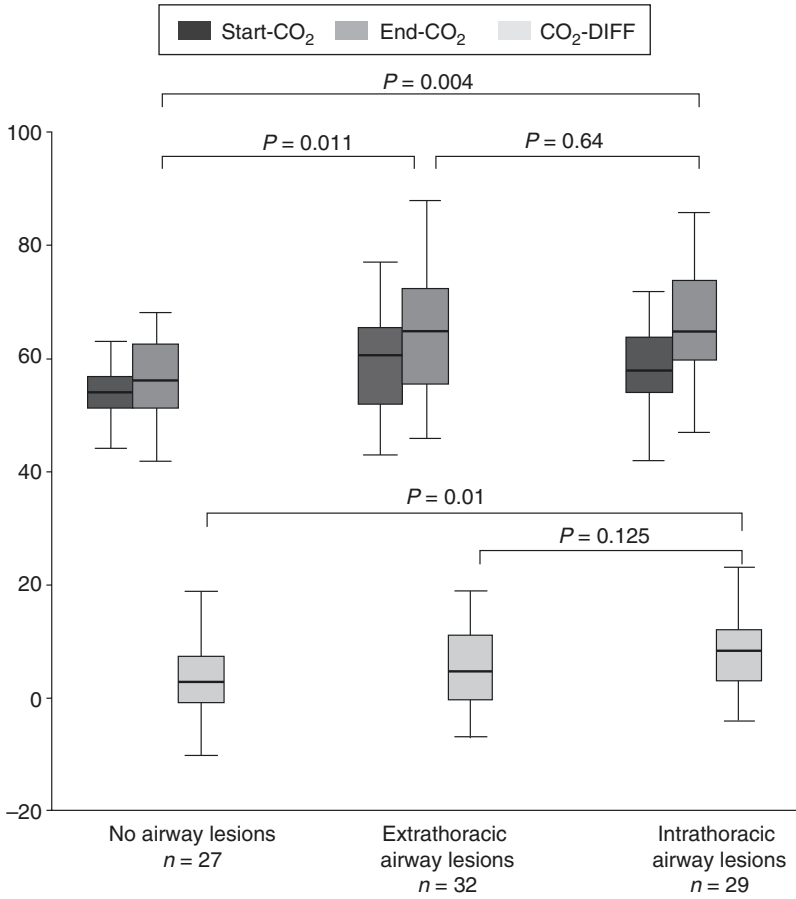 Start-CO₂ End-CO₂ CO₂-DIFF
P = 0.004
P = 0.011
P = 0.64
100
80
60
40
20
0
–20
P = 0.01
P = 0.125
No airway lesions
n = 27
Extrathoracic
airway lesions
n = 32
Intrathoracic
airway lesions
n = 29